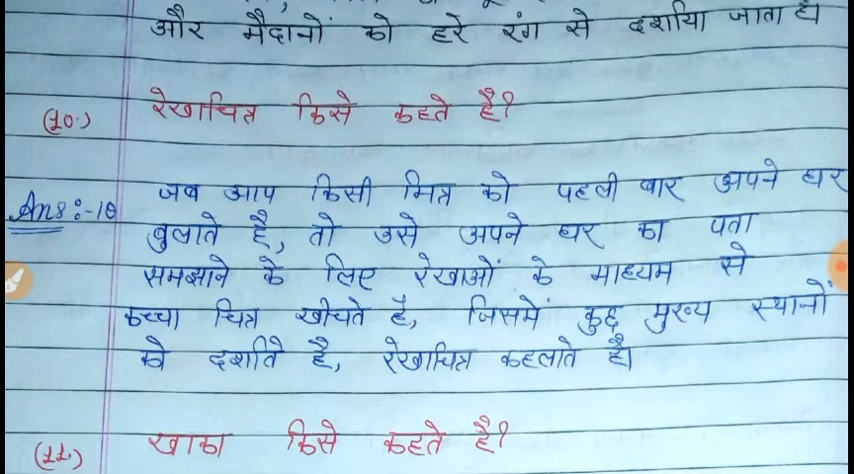 और मैदानों को हरे रंग से दर्शाया जाता है।
(10.) रेखाचित्र किसे कहते है?
Ans:-10 जब आप किसी मित्र को पहली बार अपने घर
बुलाते है, तो उसे अपने घर का पता
समझाने के लिए रेखाओं के माध्यम से
कच्चा चित्र खीचते है, जिसमें कुछ मुख्य स्थानों
को दर्शाते है, रेखाचित्र कहलाते है।
(11.) खाका किसे कहते है?